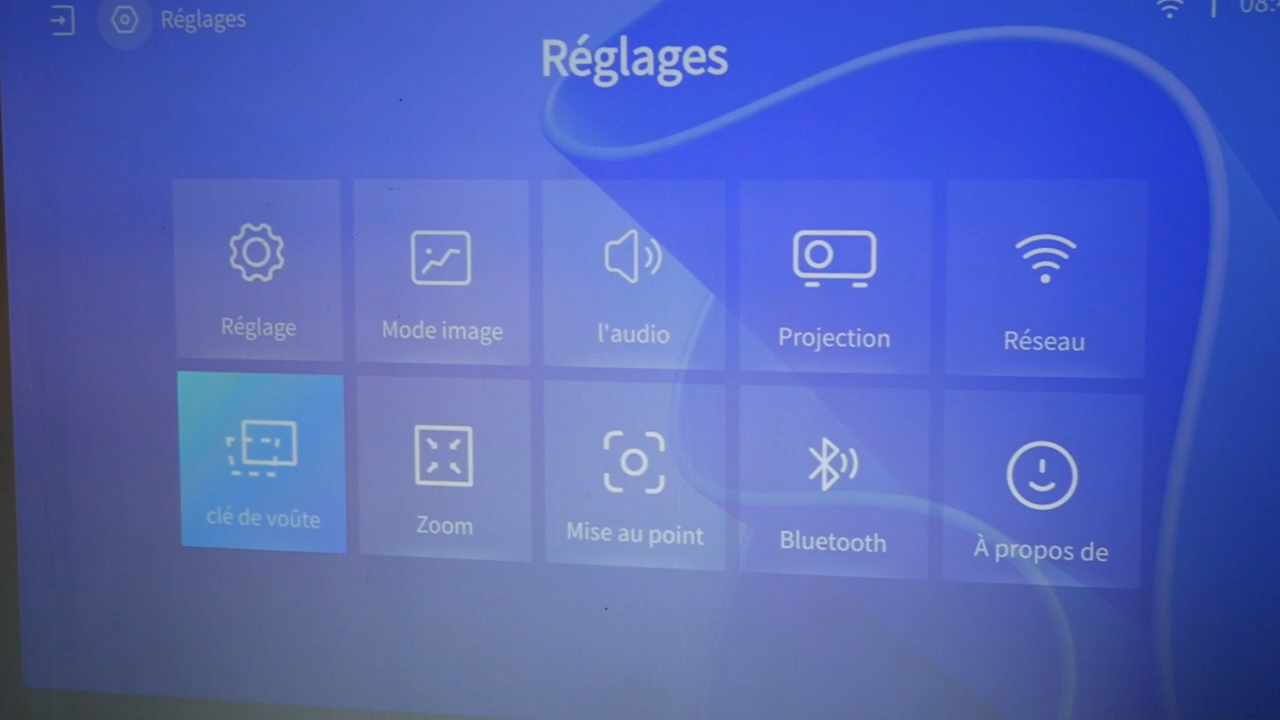 Réglages
Réglages
Réglage
Mode image
l'audio
Projection
Réseau
clé de voûte
Zoom
Mise au point
Bluetooth
À propos de